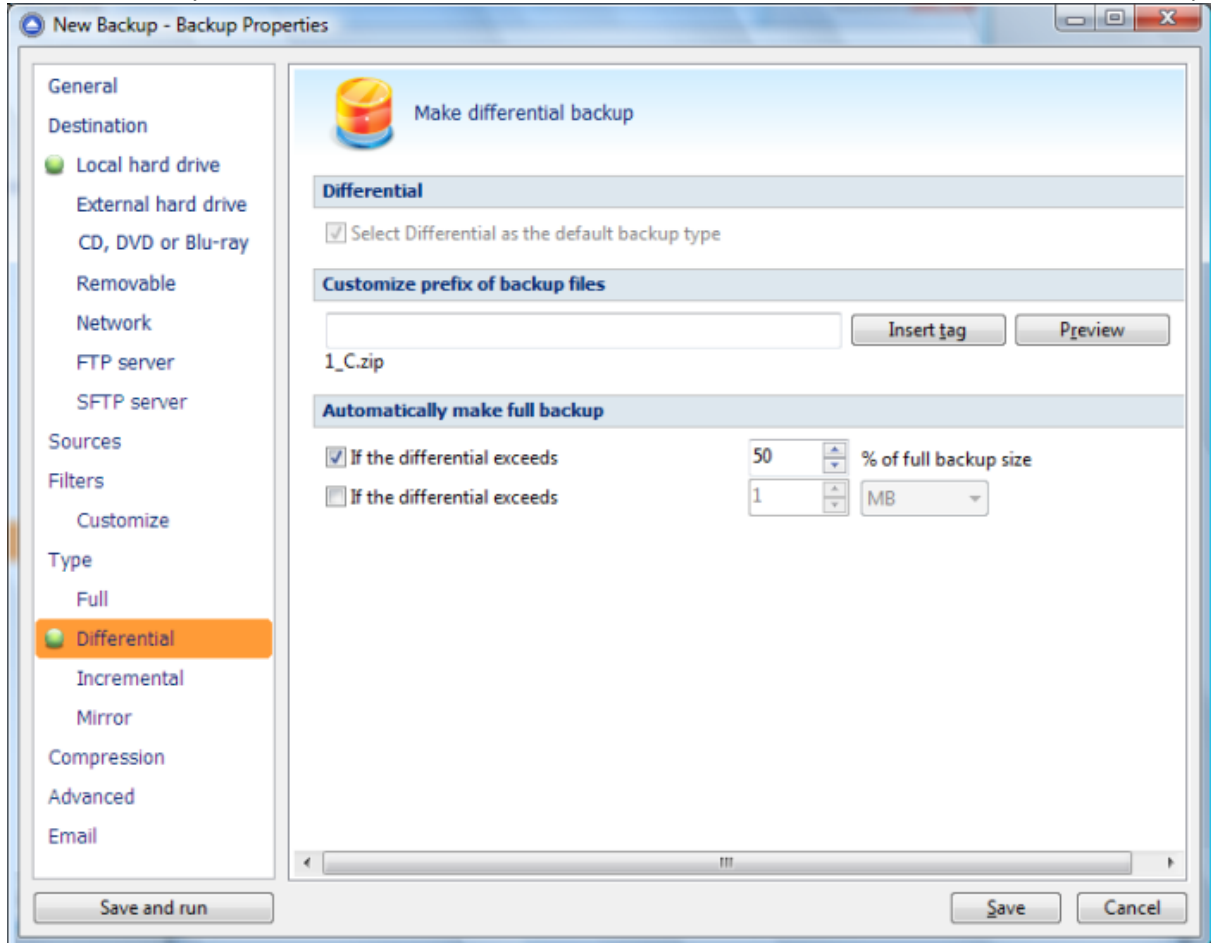 New Backup - Backup Properties
General
Destination
Local hard drive
External hard drive
CD, DVD or Blu-ray
Removable
Network
FTP server
SFTP server
Sources
Filters
Customize
Type
Full
Differential
Incremental
Mirror
Compression
Advanced
Email
Make differential backup
Differential
Select Differential as the default backup type
Customize prefix of backup files
Insert tag Preview
1_C.zip
Automatically make full backup
If the differential exceeds 50 % of full backup size
If the differential exceeds 1 MB
Save and run Save Cancel